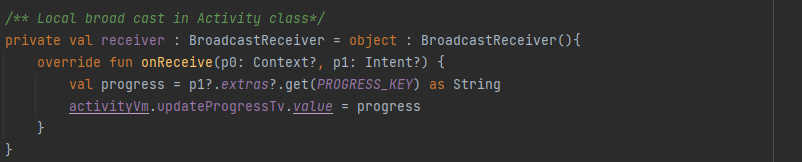 /** Local broad cast in Activity class*/
private val receiver : BroadcastReceiver = object : BroadcastReceiver(){
    override fun onReceive(p0: Context?, p1: Intent?) {
        val progress = p1?.extras?.get(PROGRESS_KEY) as String
        activityVm.updateProgressTv.value = progress
    }
}